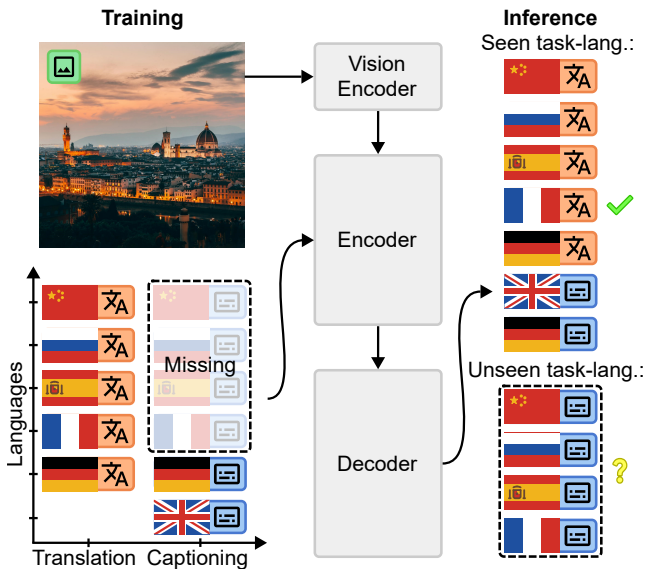 Training
Inference
Seen task-lang.:
Vision
Encoder
Encoder
Missing
Languages
Unseen task-lang.:
Decoder
?
Translation
Captioning